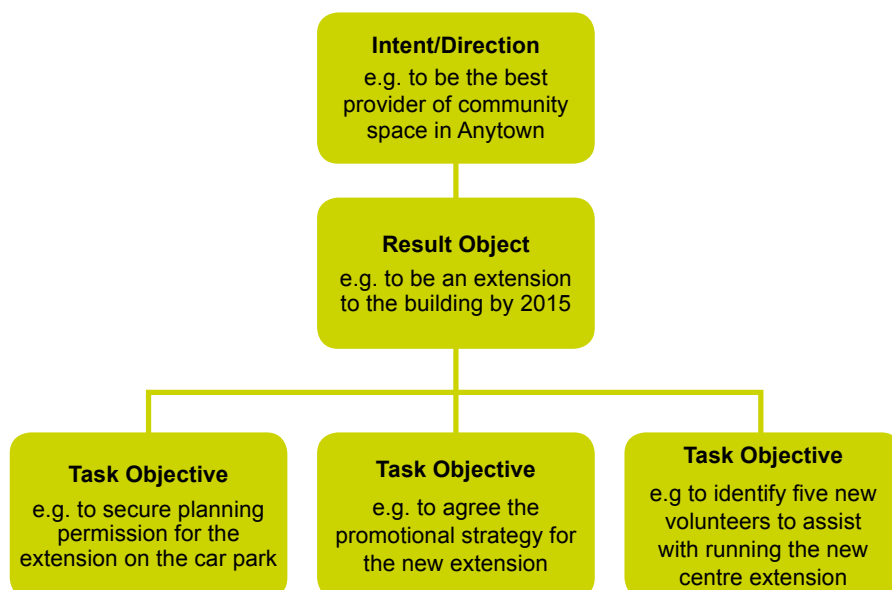 Intent/Direction
e.g. to be the best
provider of community
space in Anytown
Result Object
e.g. to be an extension
to the building by 2015
Task Objective
e.g. to secure planning
permission for the
extension on the car park
Task Objective
e.g. to agree the
promotional strategy for
the new extension
Task Objective
e.g to identify five new
volunteers to assist
with running the new
centre extension